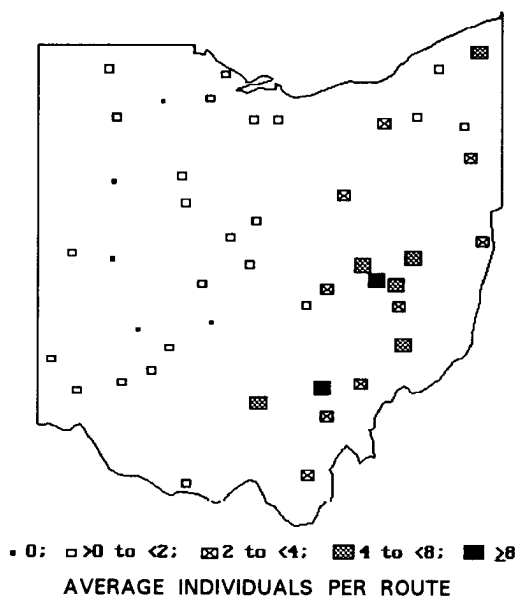 . 0; □ >0 to <2; ⊠ 2 to <4; ▩ 4 to <8; ■ ≥8
AVERAGE INDIVIDUALS PER ROUTE